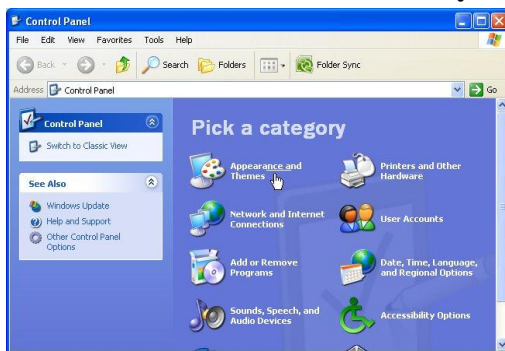 Control Panel
File Edit View Favorites Tools Help
Back Search Folders Folder Sync
Address Control Panel Go
Control Panel
Switch to Classic View
See Also
Windows Update
Help and Support
Other Control Panel
Options
Pick a category
Appearance and
Themes
Printers and Other
Hardware
Network and Internet
Connections
User Accounts
Add or Remove
Programs
Date, Time, Language,
and Regional Options
Sounds, Speech, and
Audio Devices
Accessibility Options